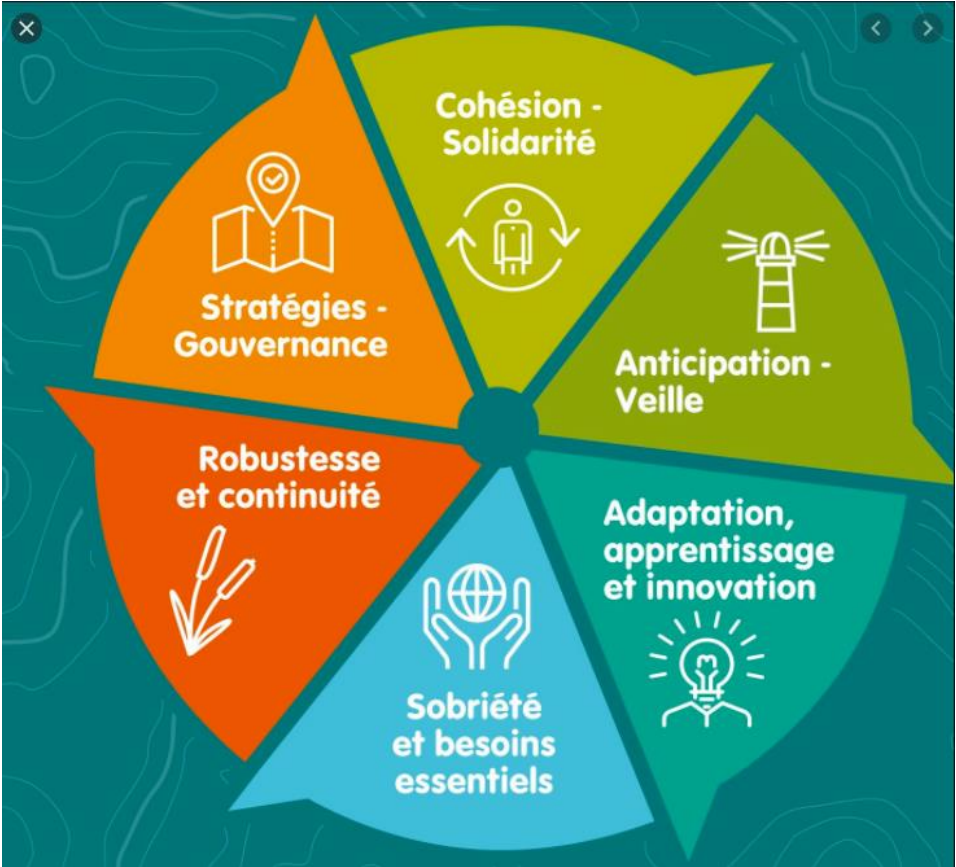 Cohésion -
Solidarité
Anticipation -
Veille
Adaptation,
apprentissage
et innovation
Sobriété
et besoins
essentiels
Robustesse
et continuité
Stratégies -
Gouvernance